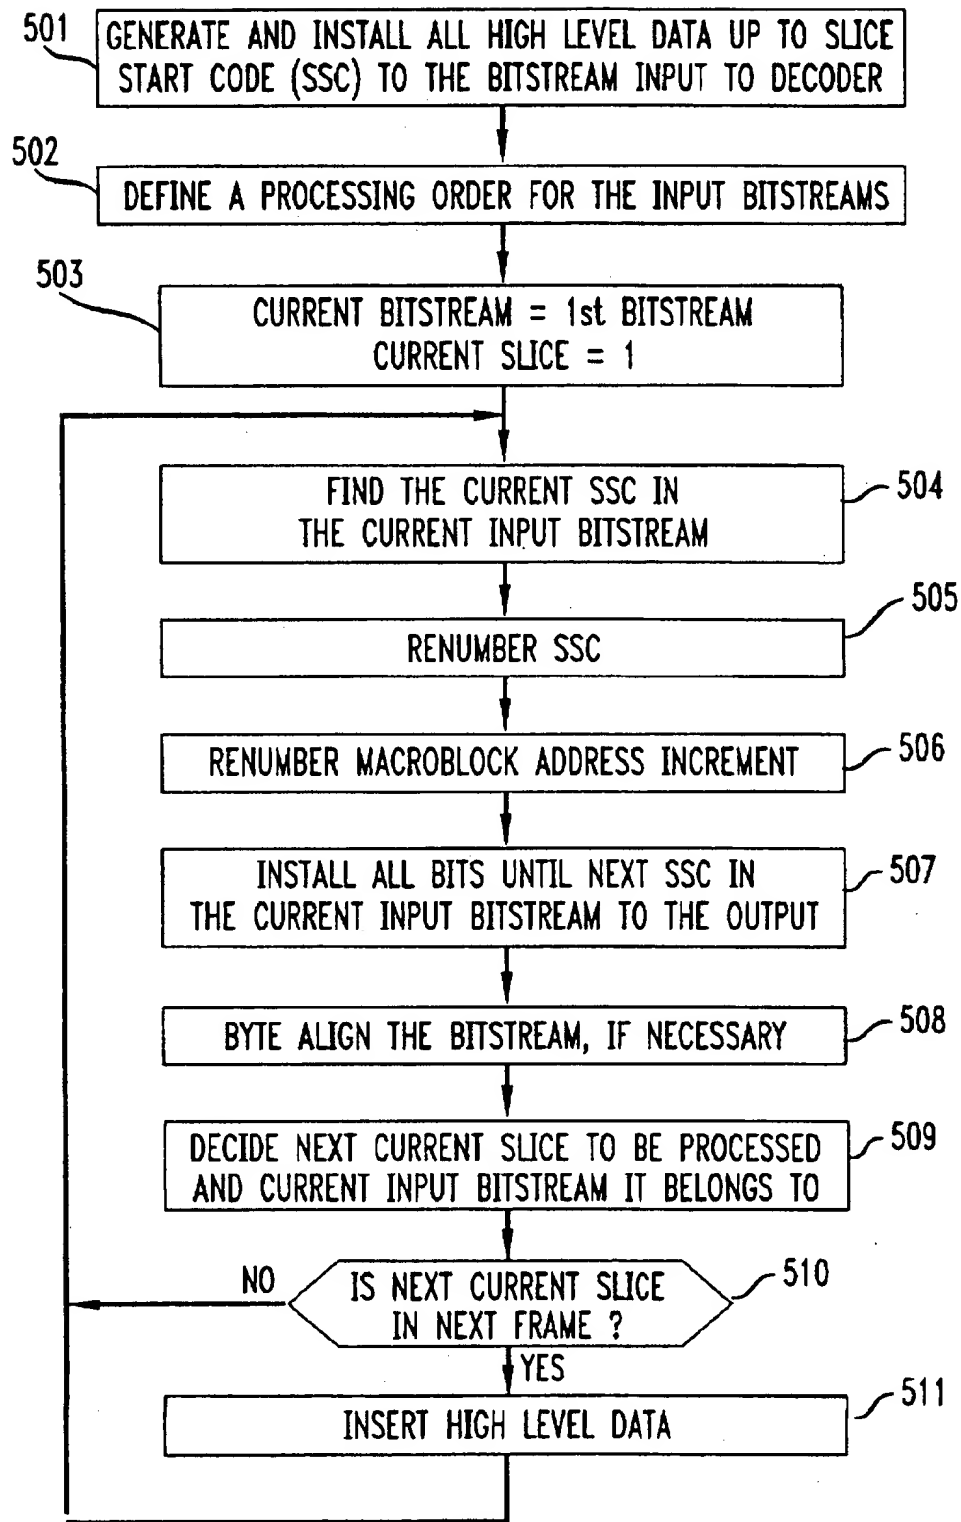 501
GENERATE AND INSTALL ALL HIGH LEVEL DATA UP TO SLICE
START CODE (SSC) TO THE BITSTREAM INPUT TO DECODER
502
DEFINE A PROCESSING ORDER FOR THE INPUT BITSTREAMS
503
CURRENT BITSTREAM = 1st BITSTREAM
CURRENT SLICE = 1
FIND THE CURRENT SSC IN
THE CURRENT INPUT BITSTREAM
504
RENUMBER SSC
505
RENUMBER MACROBLOCK ADDRESS INCREMENT
506
INSTALL ALL BITS UNTIL NEXT SSC IN
THE CURRENT INPUT BITSTREAM TO THE OUTPUT
507
BYTE ALIGN THE BITSTREAM, IF NECESSARY
508
DECIDE NEXT CURRENT SLICE TO BE PROCESSED
AND CURRENT INPUT BITSTREAM IT BELONGS TO
509
NO
IS NEXT CURRENT SLICE
IN NEXT FRAME ?
510
YES
INSERT HIGH LEVEL DATA
511